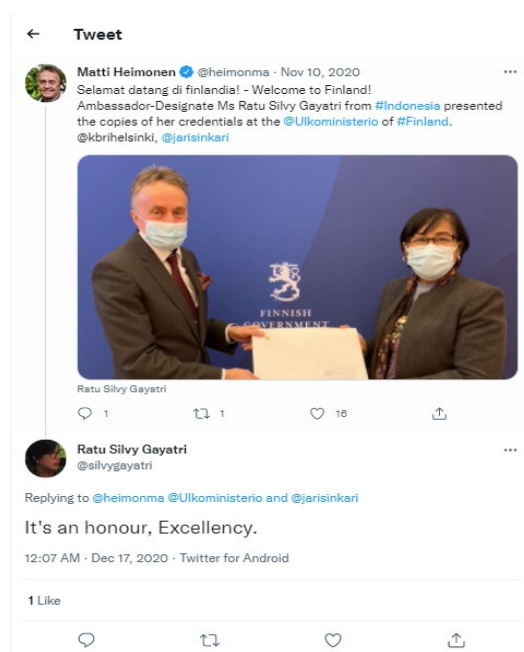 Tweet
Matti Heimonen @heimonma · Nov 10, 2020
Selamat datang di finlandia! - Welcome to Finland!
Ambassador-Designate Ms Ratu Silvy Gayatri from #Indonesia presented
the copies of her credentials at the @Ulkoministerio of #Finland.
@kbrihelsinki, @jarisinkari
FINNISH
GOVERNMENT
Ratu Silvy Gayatri
1 1 16
Ratu Silvy Gayatri
@silvygayatri
Replying to @heimonma @Ulkoministerio and @jarisinkari
It's an honour, Excellency.
12:07 AM · Dec 17, 2020 · Twitter for Android
1 Like